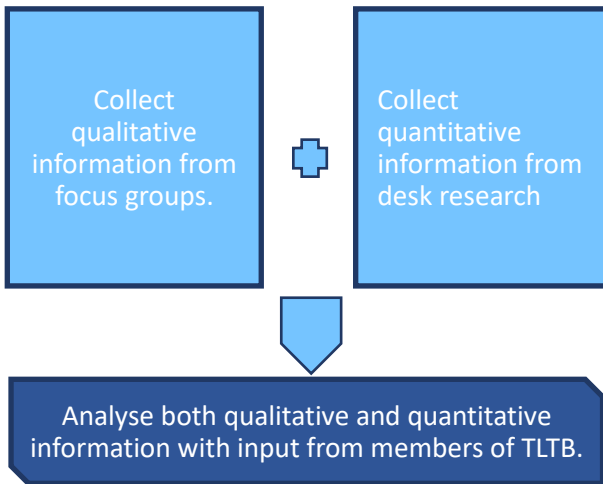 Collect
qualitative
information from
focus groups.
Collect
quantitative
information from
desk research
Analyse both qualitative and quantitative
information with input from members of TLTB.